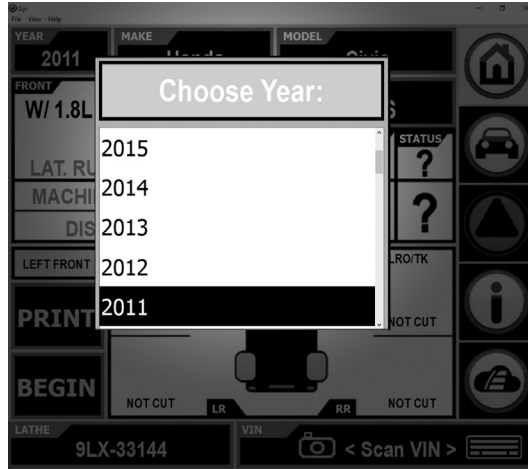 Gyr
File View Help
YEAR
2011
MAKE
MODEL
Choose Year:
FRONT
W/ 1.8L
S
2015
STATUS
?
LAT. RU
2014
MACHI
?
2013
DIS
2012
LEFT FRONT
LRO/TK
2011
PRINT
NOT CUT
BEGIN
NOT CUT
LR
RR
NOT CUT
LATHE
9LX-33144
VIN
< Scan VIN >